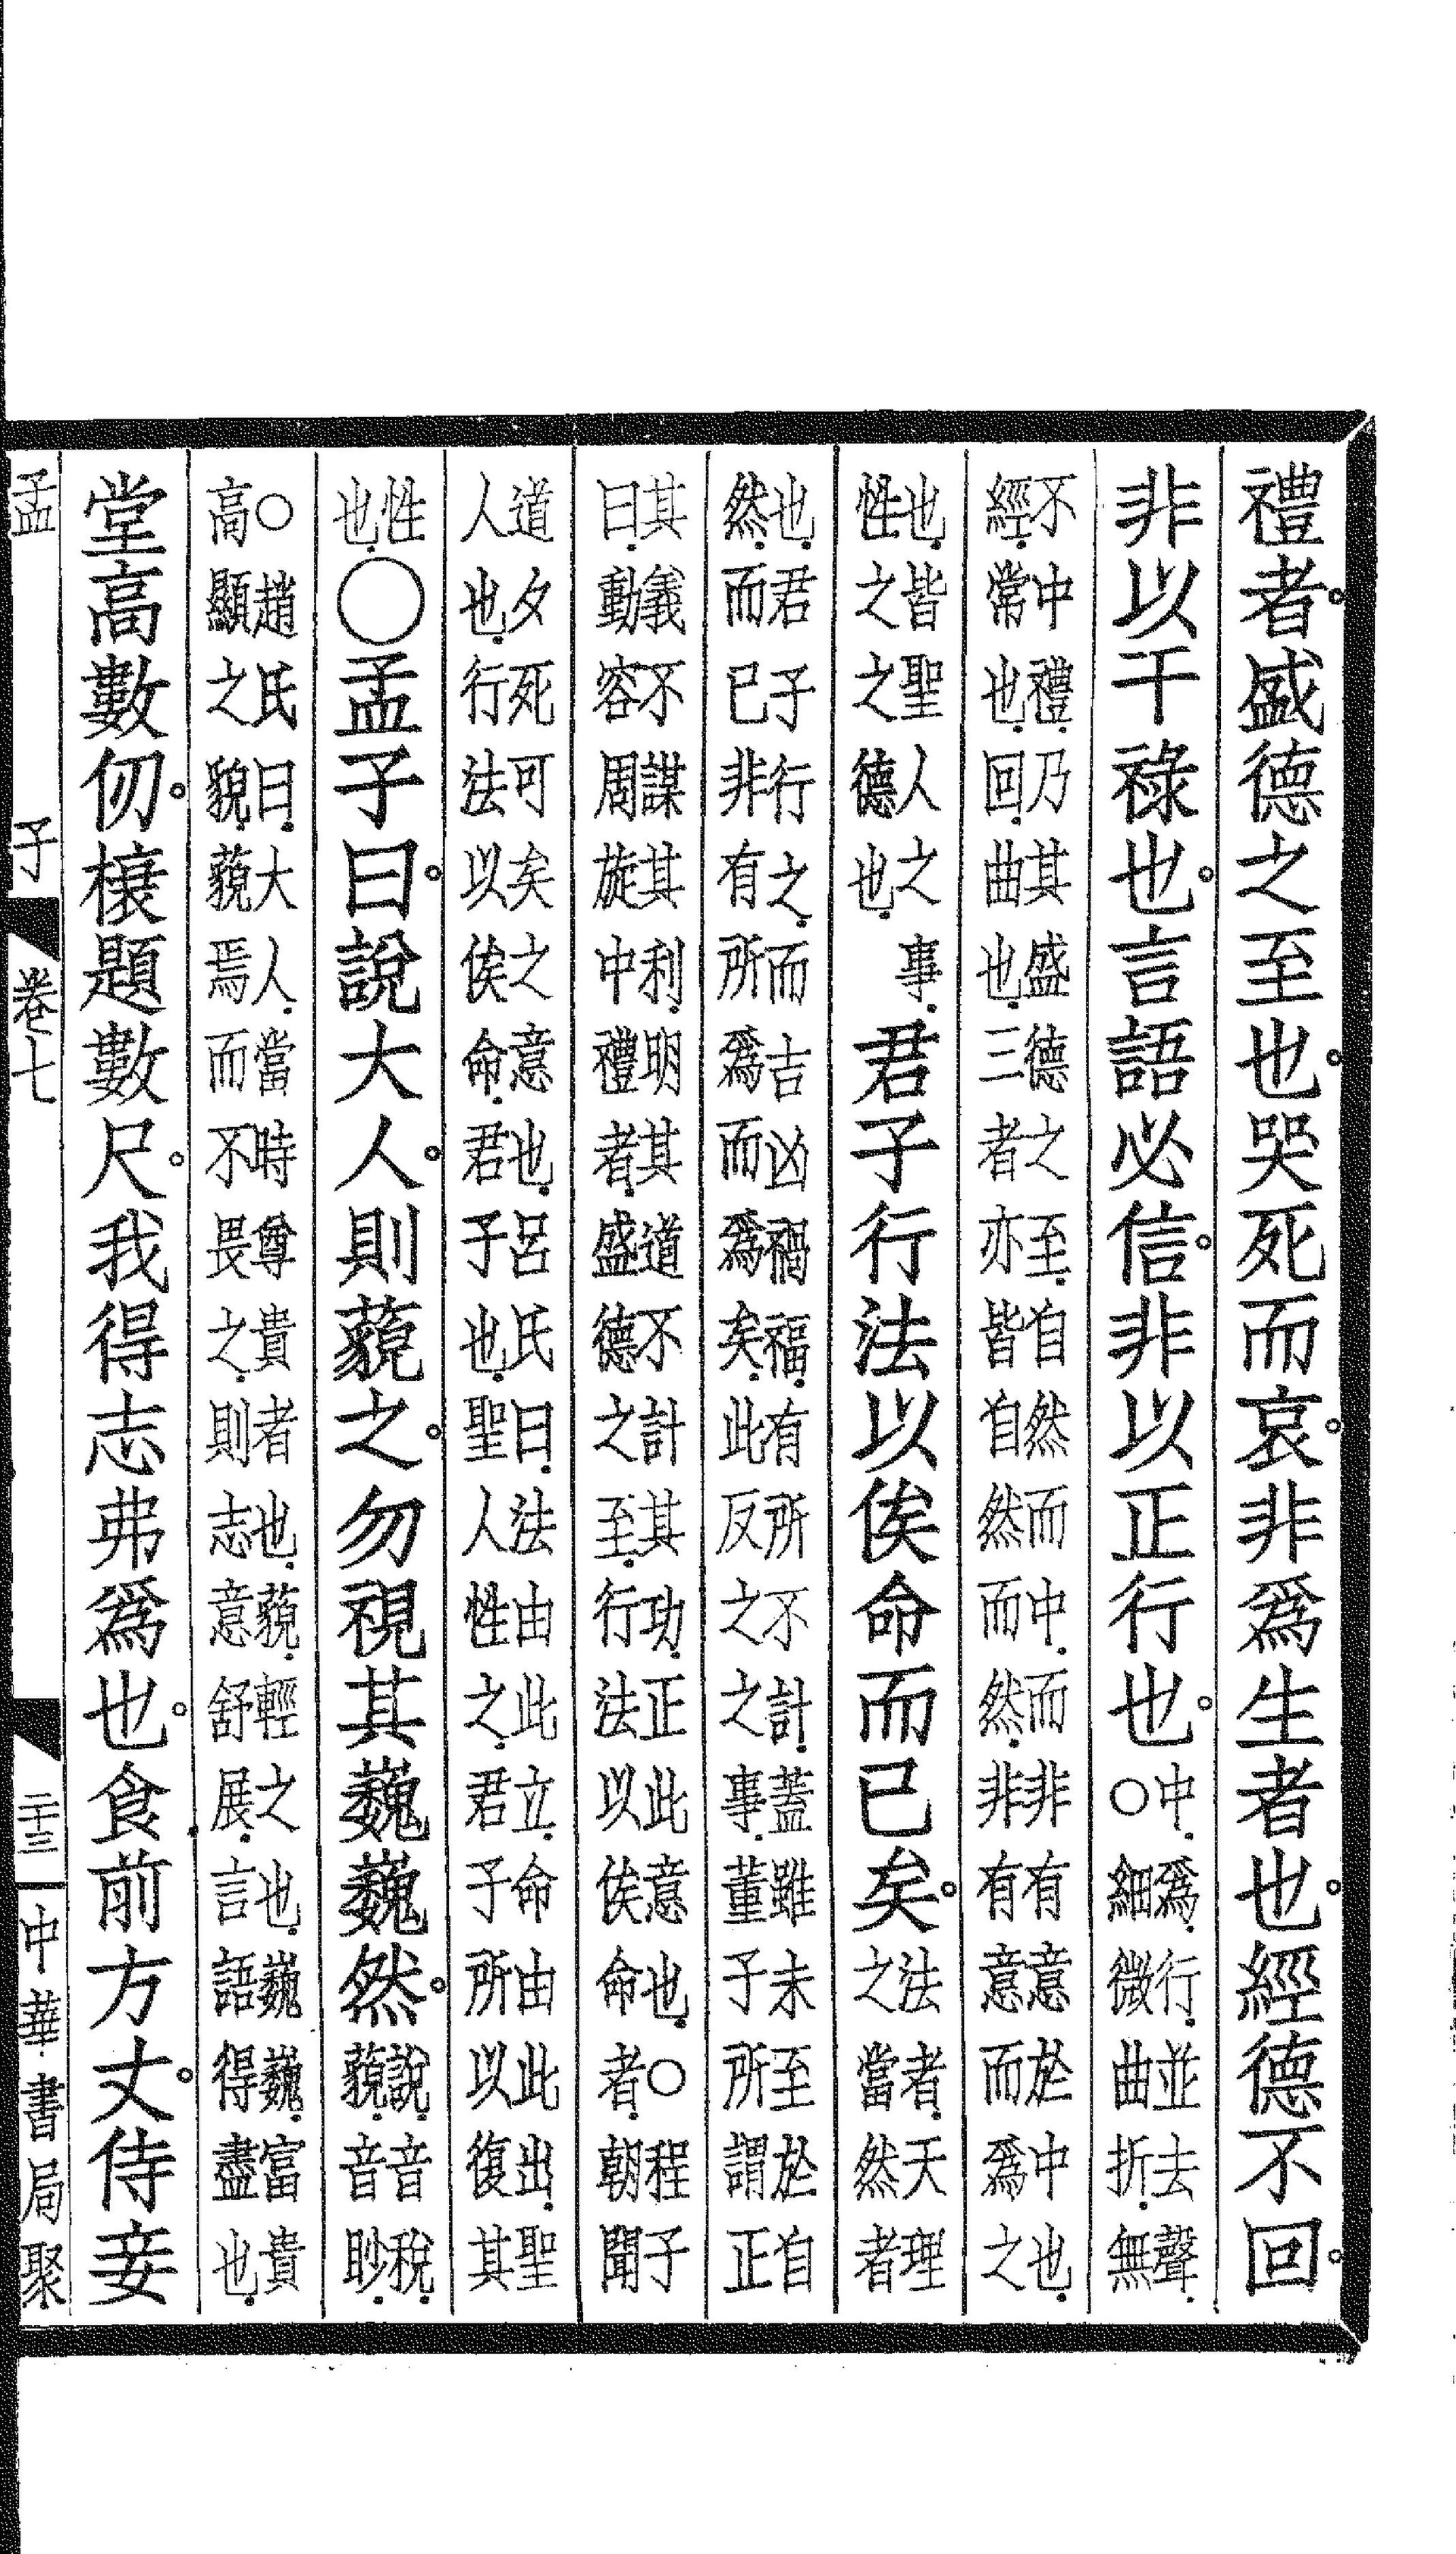 禮者。盛德之至也。哭死而哀。非爲生者也。經德不回。
非以干祿也。言語必信。非以正行也。
中。爲。行。並去聲。
○細微曲折。無
不中禮。乃其盛德之至。自然而中。而非有意於中也。
經。常也。回。曲也。三者亦皆自然而然。非有意而爲之
也。皆聖人之事。
性之之德也。
君子行法以俟命而已矣。
法者。天理
之當然者
也。君子行之。而吉凶禍福。有所不計。蓋雖未至於自
然。而已非有所爲而爲矣。此反之之事。董子所謂正
其義不謀其利。明其道不計其功。正此意也。○程子
曰。動容周旋中禮者。盛德之至。行法以俟命者。朝聞
道夕死可矣之意也。呂氏曰。法由此立。命由此出。聖
人也。行法以俟命。君子也。聖人性之。君子所以復其
性
也。
○孟子曰。說大人。則藐之。勿視其巍巍然。
說。音稅。
藐。音眇。
○趙氏曰。大人。當時尊貴者也。藐。輕之也。巍巍。富貴
高顯之貌。藐焉而不畏之。則志意舒展。言語得盡也。
堂高數仞。榱題數尺。我得志弗爲也。食前方丈。侍妾
孟子 卷七 二十三 中華書局聚